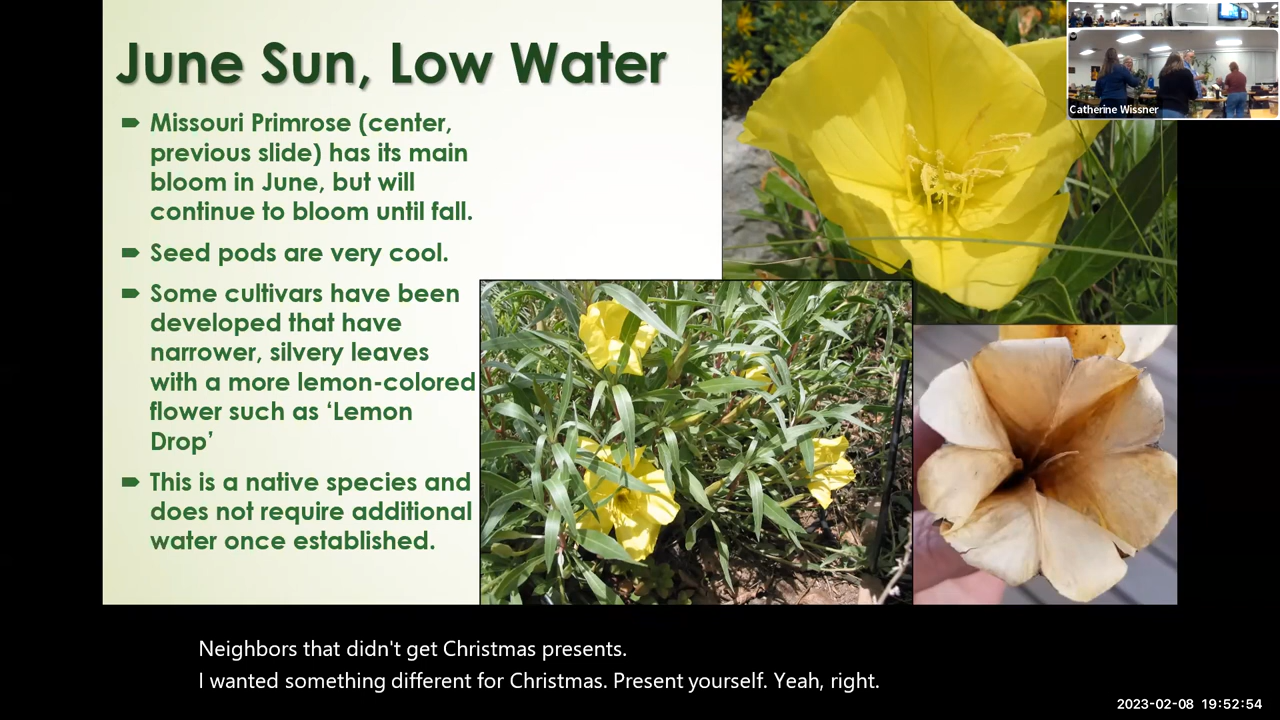 June Sun, Low Water
Missouri Primrose (center,
previous slide) has its main
bloom in June, but will
continue to bloom until fall.
Seed pods are very cool.
Some cultivars have been
developed that have
narrower, silvery leaves
with a more lemon-colored
flower such as ‘Lemon
Drop’
This is a native species and
does not require additional
water once established.
Catherine Wissner
Neighbors that didn't get Christmas presents.
I wanted something different for Christmas. Present yourself. Yeah, right.
2023-02-08 19:52:54